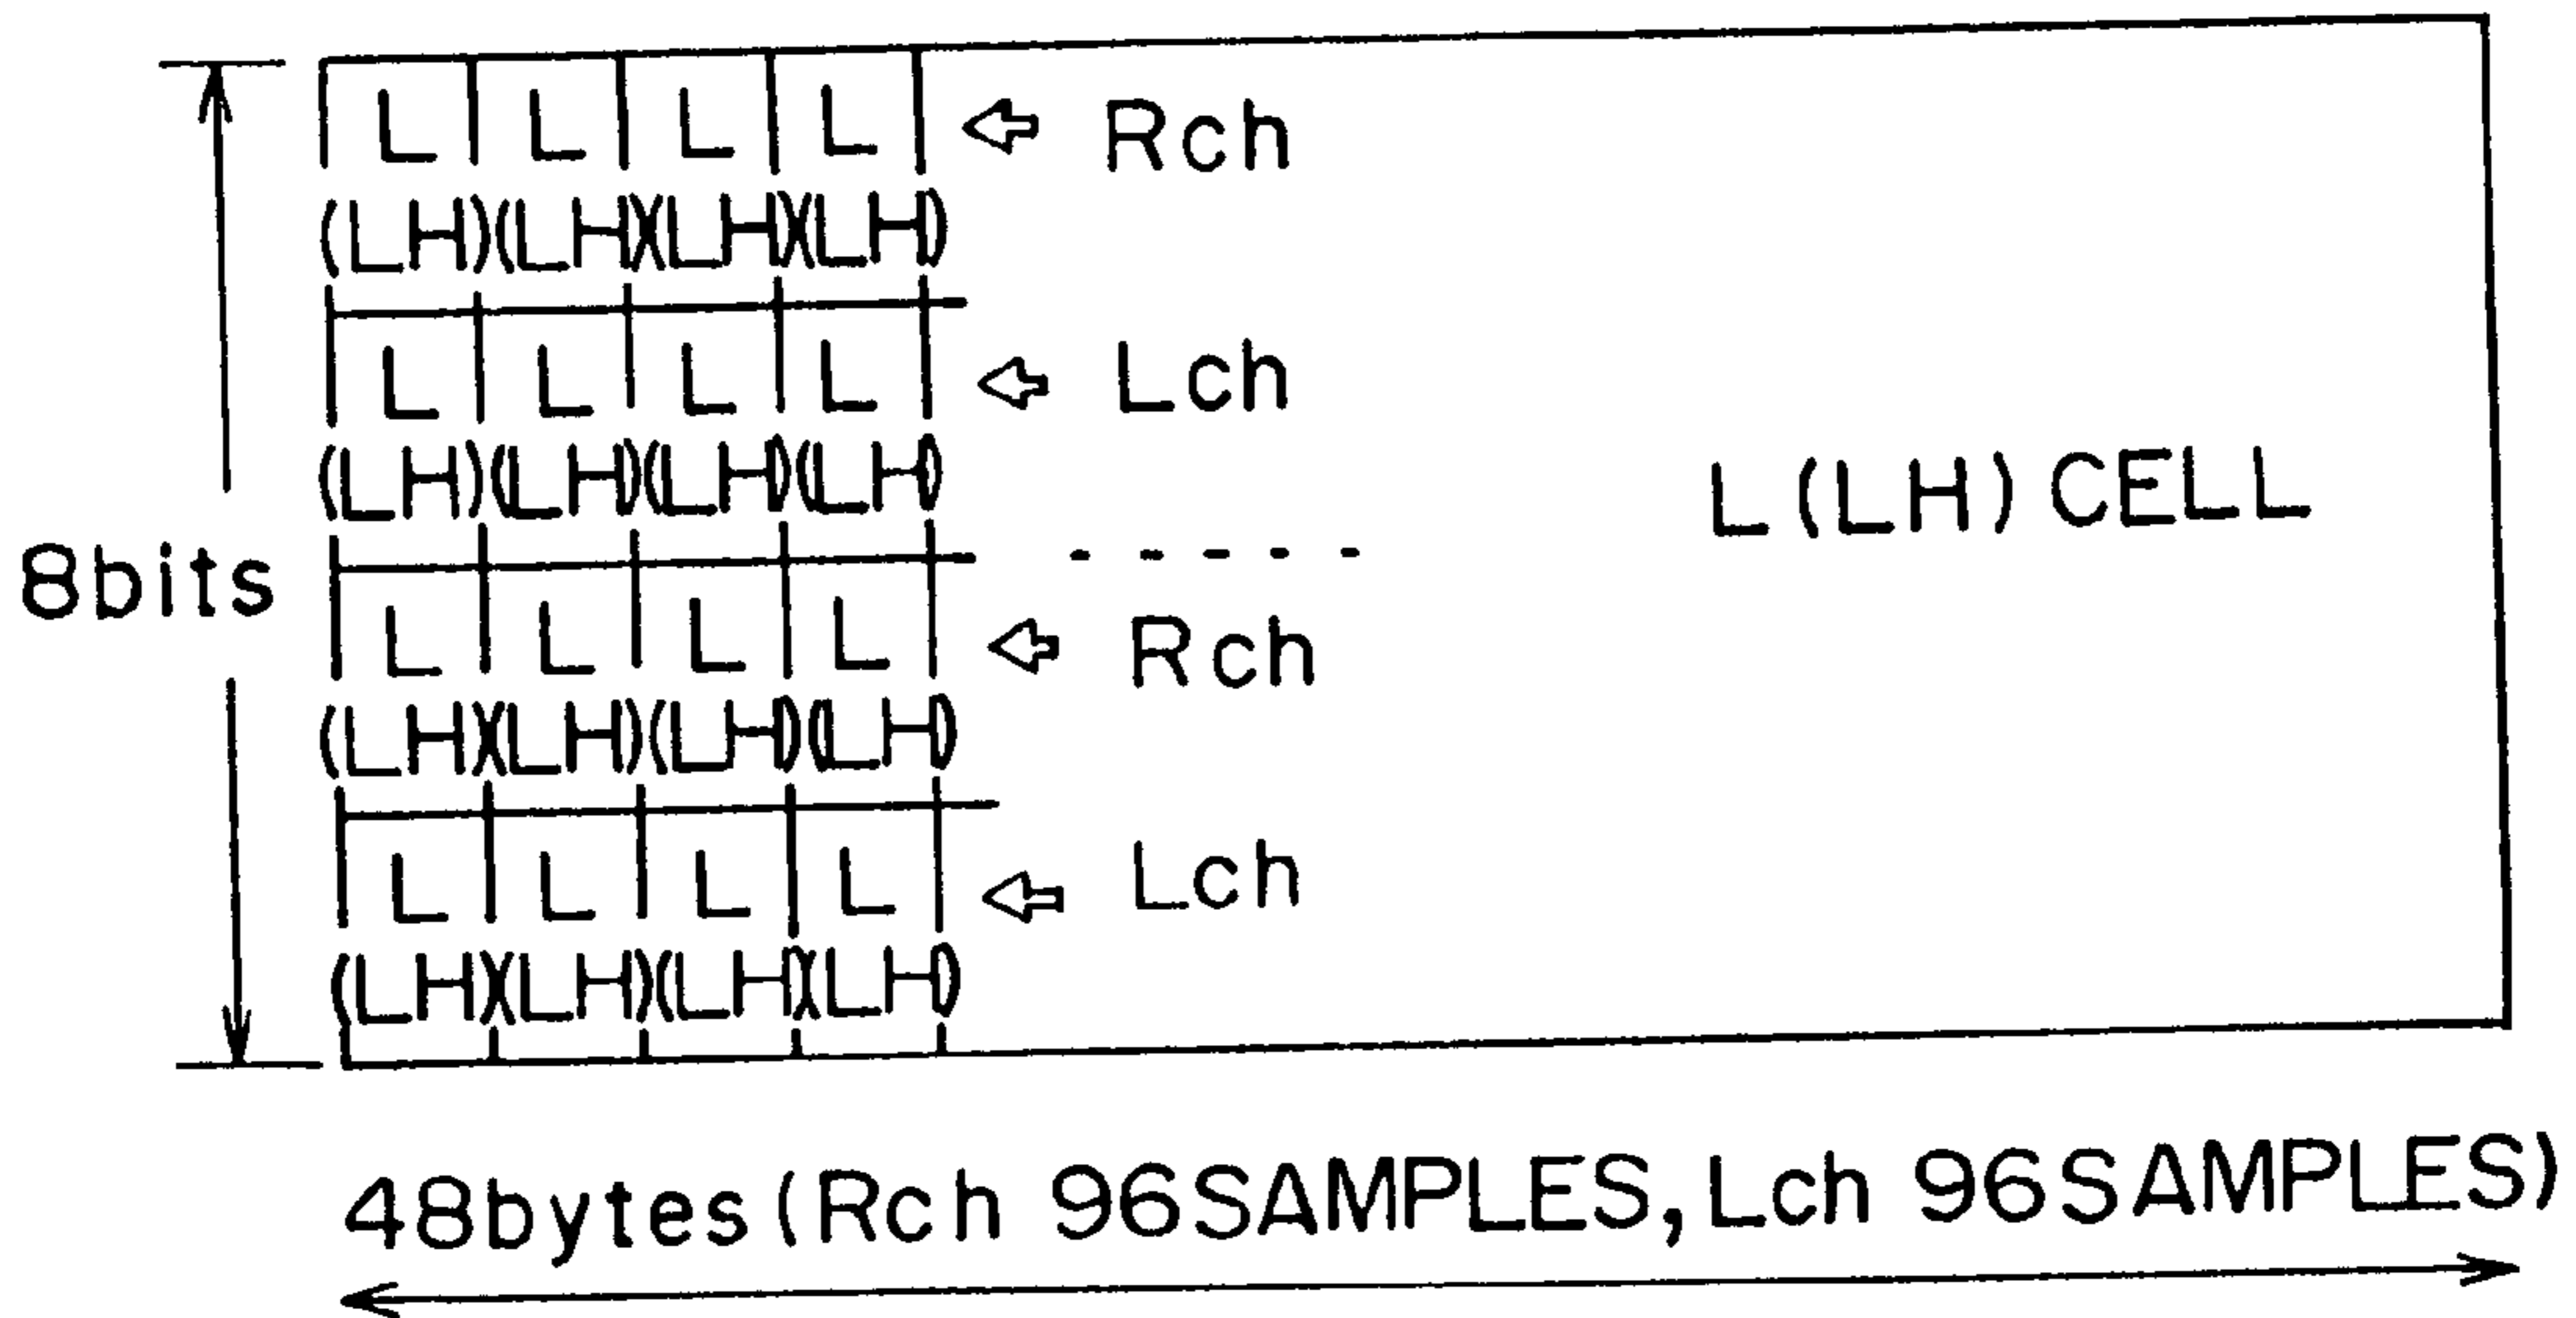 L L L L Rch
(LH)(LH)(LH)(LH)
L L L L Lch
(LH)(LH)(LH)(LH)
L(LH)CELL
8bits
L L L L Rch
(LH)(LH)(LH)(LH)
L L L L Lch
(LH)(LH)(LH)(LH)
48bytes(Rch 96SAMPLES,Lch 96SAMPLES)